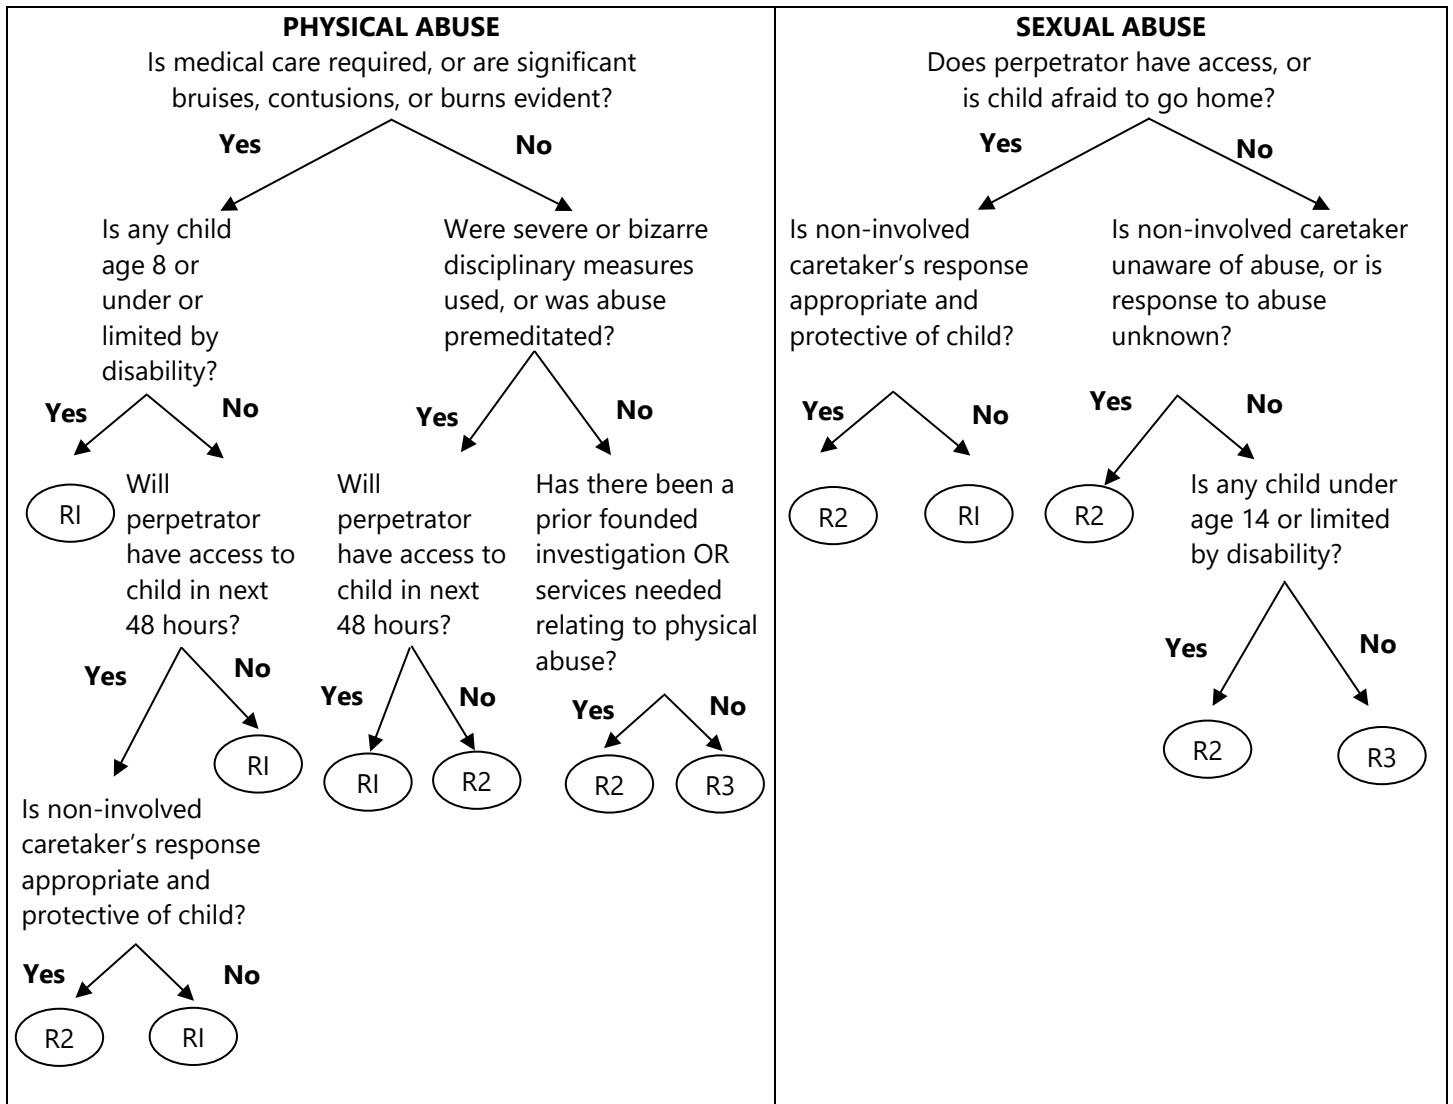 PHYSICAL ABUSE
Is medical care required, or are significant
bruises, contusions, or burns evident?
Yes
No
Is any child
age 8 or
under or
limited by
disability?
Yes
No
RI
Will
perpetrator
have access to
child in next
48 hours?
Yes
No
RI
Is non-involved
caretaker’s response
appropriate and
protective of child?
Yes
No
R2
RI
Were severe or bizarre
disciplinary measures
used, or was abuse
premeditated?
Yes
No
Will
perpetrator
have access to
child in next
48 hours?
Yes
No
RI
R2
Has there been a
prior founded
investigation OR
services needed
relating to physical
abuse?
Yes
No
R2
R3
SEXUAL ABUSE
Does perpetrator have access, or
is child afraid to go home?
Yes
No
Is non-involved
caretaker’s response
appropriate and
protective of child?
Yes
No
R2
RI
Is non-involved caretaker
unaware of abuse, or is
response to abuse
unknown?
Yes
No
R2
Is any child under
age 14 or limited
by disability?
Yes
No
R2
R3